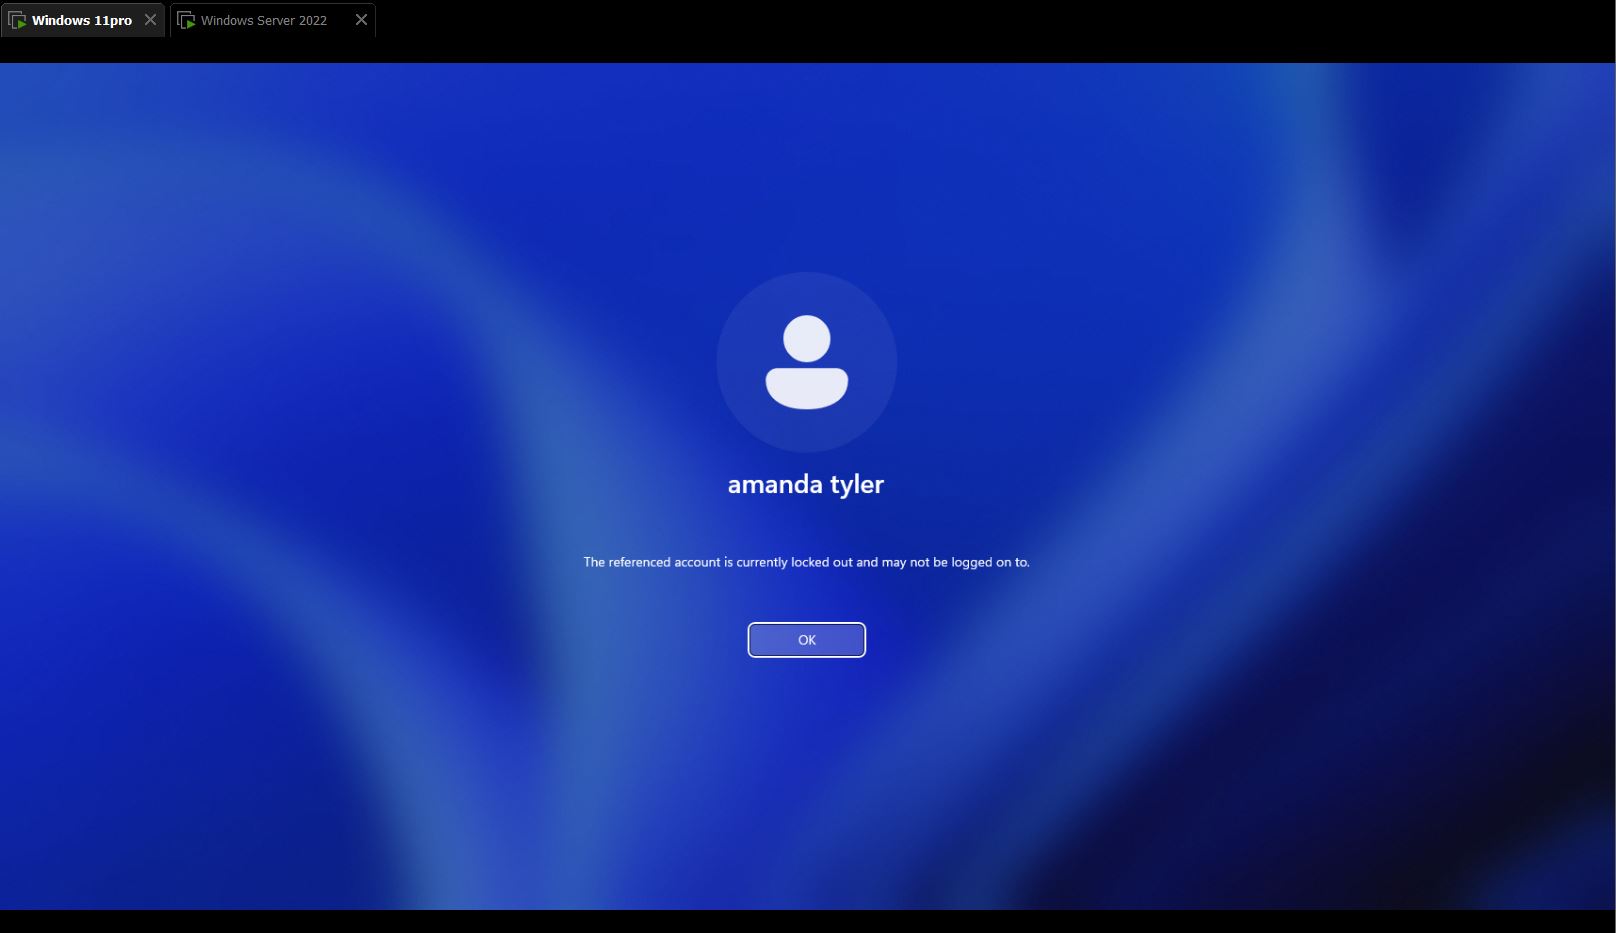 Windows 11pro
Windows Server 2022
amanda tyler
The referenced account is currently locked out and may not be logged on to.
OK